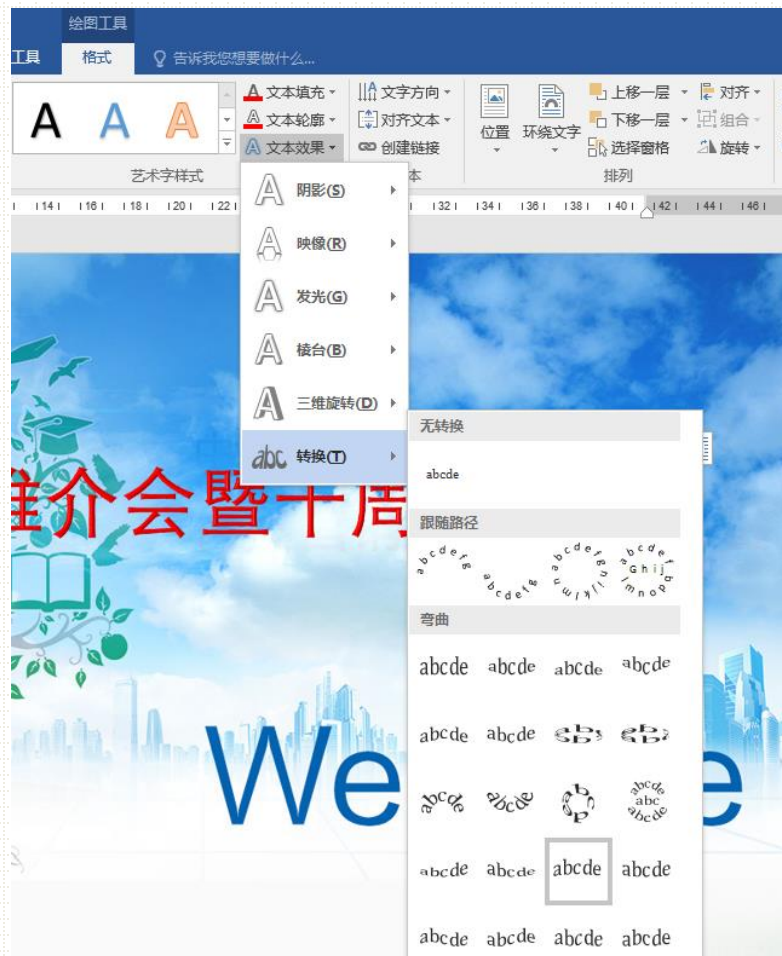 绘图工具
工具 格式 告诉我您想要做什么...
A A A
文本填充 文字方向 上移一层 对齐
文本轮廓 对齐文本 位置 环绕文字 下移一层 组合
文本效果 创建链接 选择窗格 旋转
艺术字样式 本 排列
14 16 18 20 22 32 34 36 38 40 42 44 46
阴影(S)
映像(R)
发光(G)
棱台(B)
三维旋转(D)
转换(T)
无转换
abcde
介会暨十周
跟随路径
弯曲
abcde abcde abcde abcde
abcde abcde
abcde abcde
abcde abcde abcde abcde
abcde abcde abcde abcde
We e